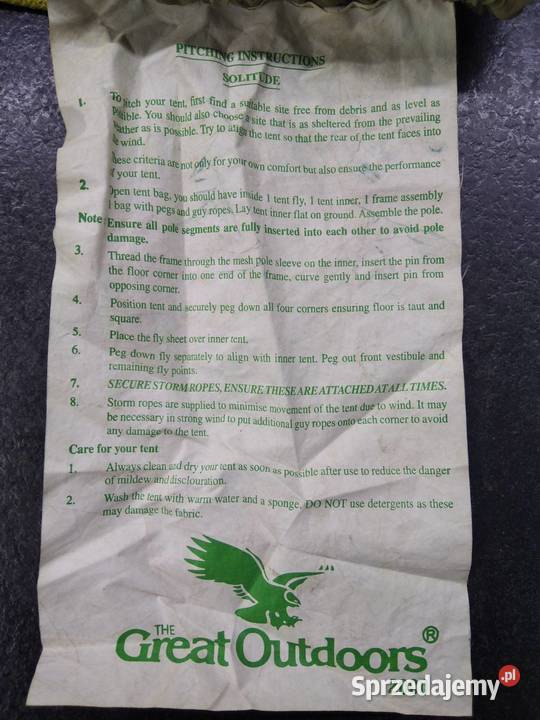 PITCHING INSTRUCTIONS
SOLITUDE
1. To pitch your tent, first find a suitable site free from debris and as level as
possible. You should also choose a site that is as sheltered from the prevailing
weather as is possible. Try to align the tent so that the rear of the tent faces into
wind.
These criteria are not only for your own comfort but also ensure the performance
of your tent.
2. Open tent bag, you should have inside 1 tent fly, 1 tent inner, 1 frame assembly
1 bag with pegs and guy ropes. Lay tent inner flat on ground. Assemble the pole.
Note: Ensure all pole segments are fully inserted into each other to avoid pole
damage.
3. Thread the frame through the mesh pole sleeve on the inner, insert the pin from
the floor corner into one end of the frame, curve gently and insert pin from
opposing corner.
4. Position tent and securely peg down all four corners ensuring floor is taut and
square.
5. Place the fly sheet over inner tent.
6. Peg down fly separately to align with inner tent. Peg out front vestibule and
remaining fly points.
7. SECURE STORM ROPES, ENSURE THESE ARE ATTACHED AT ALL TIMES.
8. Storm ropes are supplied to minimise movement of the tent due to wind. It may
be necessary in strong wind to put additional guy ropes onto each corner to avoid
any damage to the tent.
Care for your tent
1. Always clean and dry your tent as soon as possible after use to reduce the danger
of mildew and disclouration.
2. Wash the tent with warm water and a sponge. DO NOT use detergents as these
may damage the fabric.
THE
Great Outdoors ®
Sprzedajemy.pl